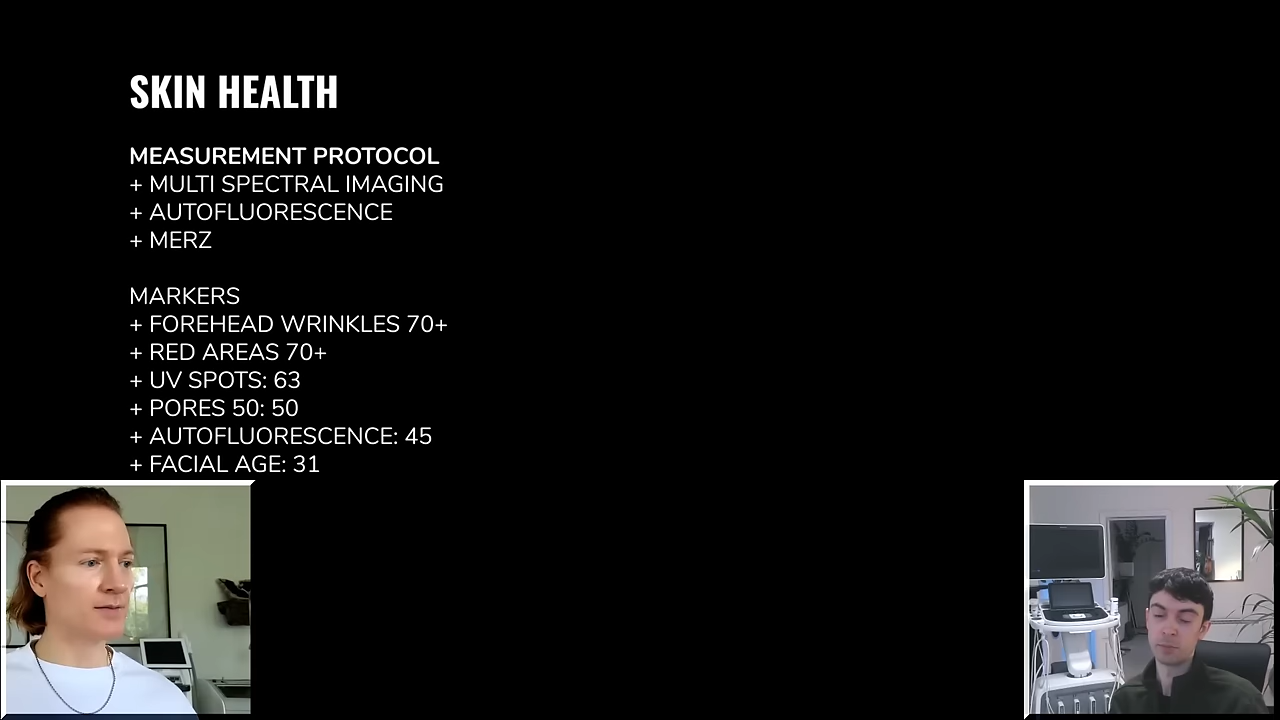 SKIN HEALTH
MEASUREMENT PROTOCOL
+ MULTI SPECTRAL IMAGING
+ AUTOFLUORESCENCE
+ MERZ
MARKERS
+ FOREHEAD WRINKLES 70+
+ RED AREAS 70+
+ UV SPOTS: 63
+ PORES 50: 50
+ AUTOFLUORESCENCE: 45
+ FACIAL AGE: 31